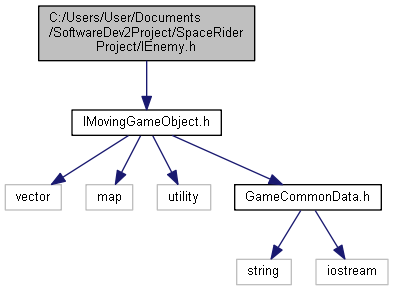 C:/Users/User/Documents
/SoftwareDev2Project/SpaceRider
Project/IEnemy.h
IMovingGameObject.h
vector
map
utility
GameCommonData.h
string
iostream